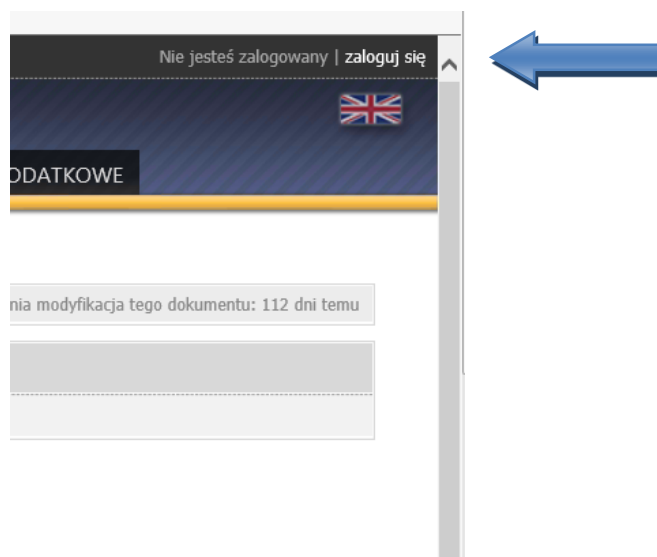 Nie jesteś zalogowany | zaloguj się
ODATKOWE
nia modyfikacja tego dokumentu: 112 dni temu